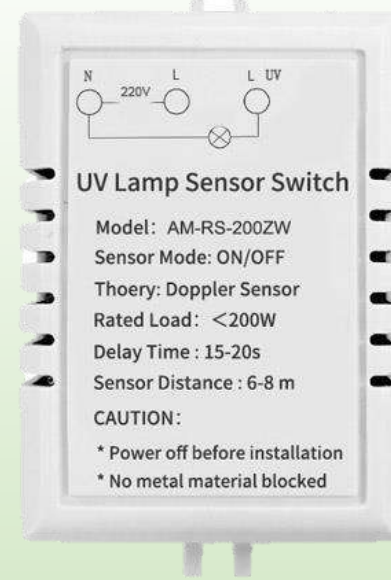 N L L UV
220V
UV Lamp Sensor Switch
Model: AM-RS-200ZW
Sensor Mode: ON/OFF
Thoery: Doppler Sensor
Rated Load: <200W
Delay Time : 15-20s
Sensor Distance : 6-8 m
CAUTION:
* Power off before installation
* No metal material blocked